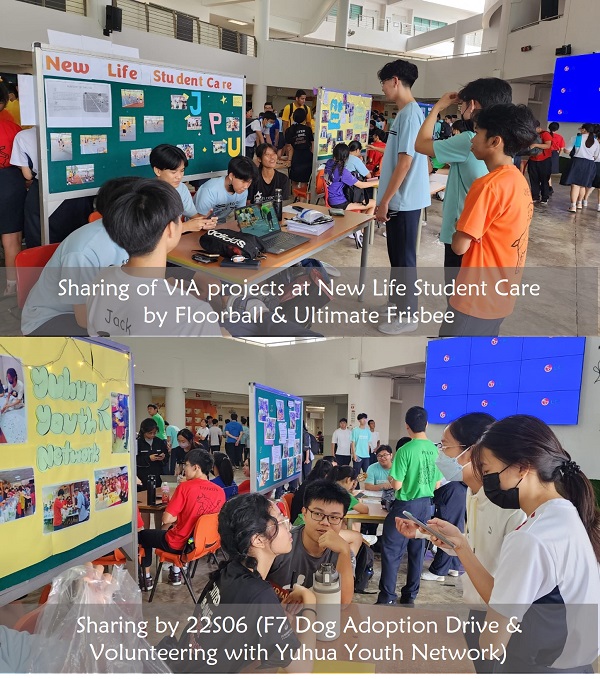 New Life Student Care
J
P
U
Jack
Sharing of VIA projects at New Life Student Care
by Floorball & Ultimate Frisbee
Yuhua
Youth
Network
Sharing by 22S06 (F7 Dog Adoption Drive &
Volunteering with Yuhua Youth Network)